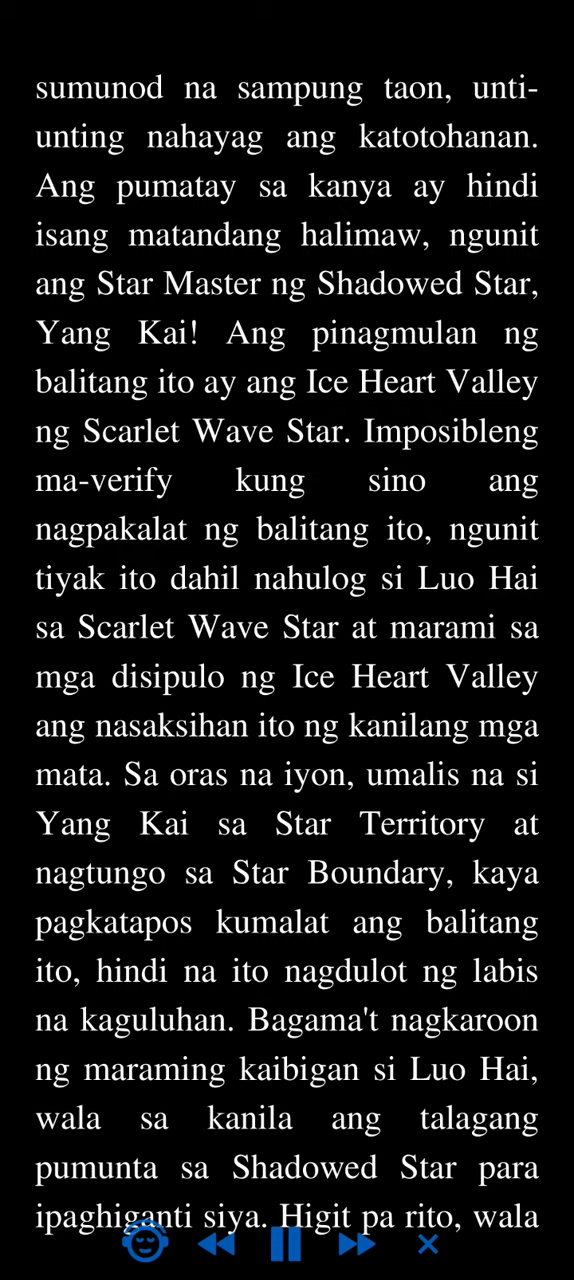 sumunod na sampung taon, unti-
unting nahayag ang katotohanan.
Ang pumatay sa kanya ay hindi
isang matandang halimaw, ngunit
ang Star Master ng Shadowed Star,
Yang Kai! Ang pinagmulan ng
balitang ito ay ang Ice Heart Valley
ng Scarlet Wave Star. Imposibleng
ma-verify kung sino ang
nagpakalat ng balitang ito, ngunit
tiyak ito dahil nahulog si Luo Hai
sa Scarlet Wave Star at marami sa
mga disipulo ng Ice Heart Valley
ang nasaksihan ito ng kanilang mga
mata. Sa oras na iyon, umalis na si
Yang Kai sa Star Territory at
nagtungo sa Star Boundary, kaya
pagkatapos kumalat ang balitang
ito, hindi na ito nagdulot ng labis
na kaguluhan. Bagama't nagkaroon
ng maraming kaibigan si Luo Hai,
wala sa kanila ang talagang
pumunta sa Shadowed Star para
ipaghiganti siya. Higit pa rito, wala